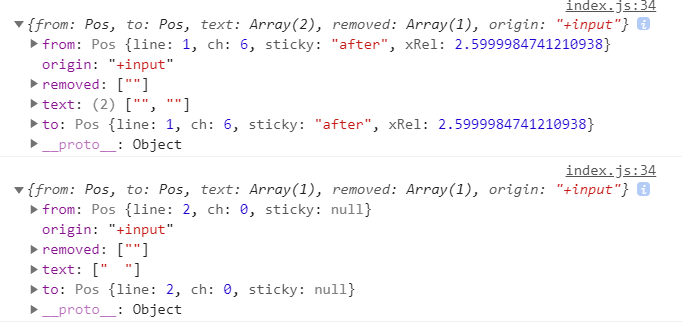 index.js:34
▼{from: Pos, to: Pos, text: Array(2), removed: Array(1), origin: "+input"} i
▶from: Pos {line: 1, ch: 6, sticky: "after", xRel: 2.5999984741210938}
origin: "+input"
▶removed: [""]
▶text: (2) ["", ""]
▶to: Pos {line: 1, ch: 6, sticky: "after", xRel: 2.5999984741210938}
▶__proto__: Object
index.js:34
▼{from: Pos, to: Pos, text: Array(1), removed: Array(1), origin: "+input"} i
▶from: Pos {line: 2, ch: 0, sticky: null}
origin: "+input"
▶removed: [""]
▶text: ["  "]
▶to: Pos {line: 2, ch: 0, sticky: null}
▶__proto__: Object